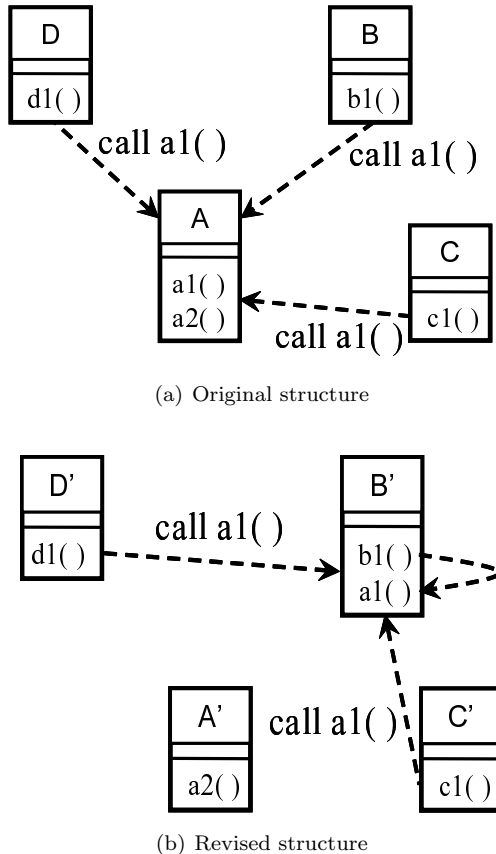 D
B
d1( )
b1( )
call a1( )
call a1( )
A
C
a1( )
a2( )
c1( )
call a1( )
(a) Original structure
D’
B’
call a1( )
d1( )
b1( )
a1( )
A’
C’
call a1( )
a2( )
c1( )
(b) Revised structure